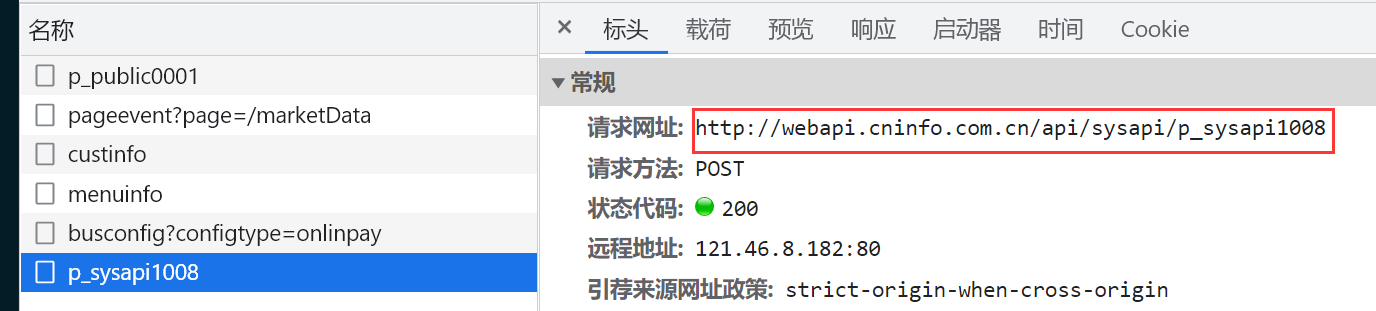 名称
p_public0001
pageevent?page=/marketData
custinfo
menuinfo
busconfig?configtype=onlinpay
p_sysapi1008
× 标头 载荷 预览 响应 启动器 时间 Cookie
▼常规
请求网址: http://webapi.cninfo.com.cn/api/sysapi/p_sysapi1008
请求方法: POST
状态代码: 200
远程地址: 121.46.8.182:80
引荐来源网址政策: strict-origin-when-cross-origin